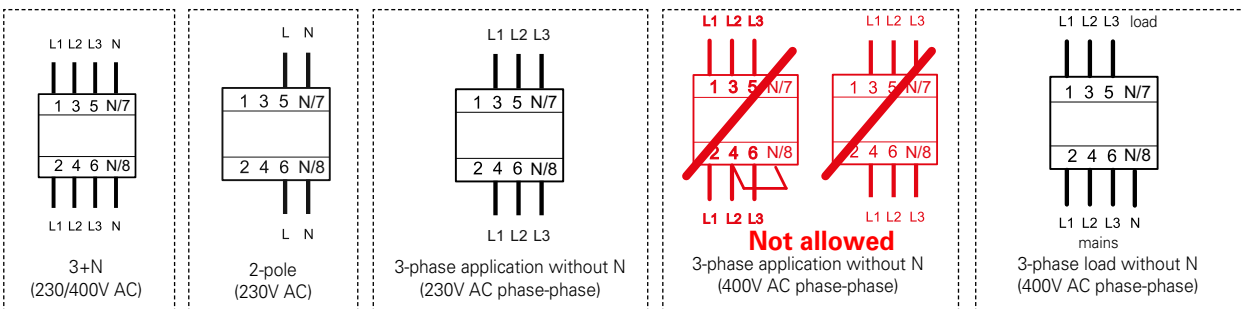 L1 L2 L3 N
1 3 5 N/7
2 4 6 N/8
L1 L2 L3 N
3+N
(230/400V AC)
L N
1 3 5 N/7
2 4 6 N/8
L N
2-pole
(230V AC)
L1 L2 L3
1 3 5 N/7
2 4 6 N/8
L1 L2 L3
3-phase application without N
(230V AC phase-phase)
L1 L2 L3
1 3 5 N/7
2 4 6 N/8
L1 L2 L3
L1 L2 L3
1 3 5 N/7
2 4 6 N/8
L1 L2 L3
Not allowed
3-phase application without N
(400V AC phase-phase)
L1 L2 L3 load
1 3 5 N/7
2 4 6 N/8
L1 L2 L3 N
mains
3-phase load without N
(400V AC phase-phase)